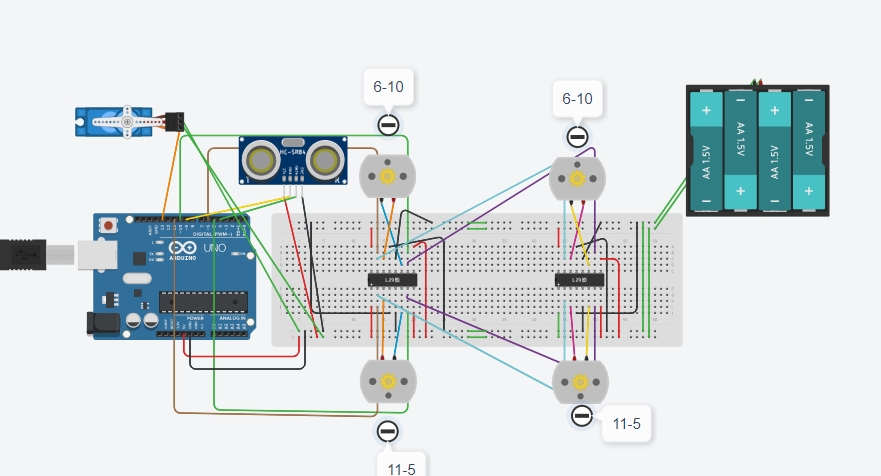 6-10
6-10
HC-SR04
AA 1.5V
AA 1.5V
AA 1.5V
AA 1.5V
DIGITAL (PWM~)
UNO
ARDUINO
L293D
L293D
POWER
ANALOG IN
11-5
11-5